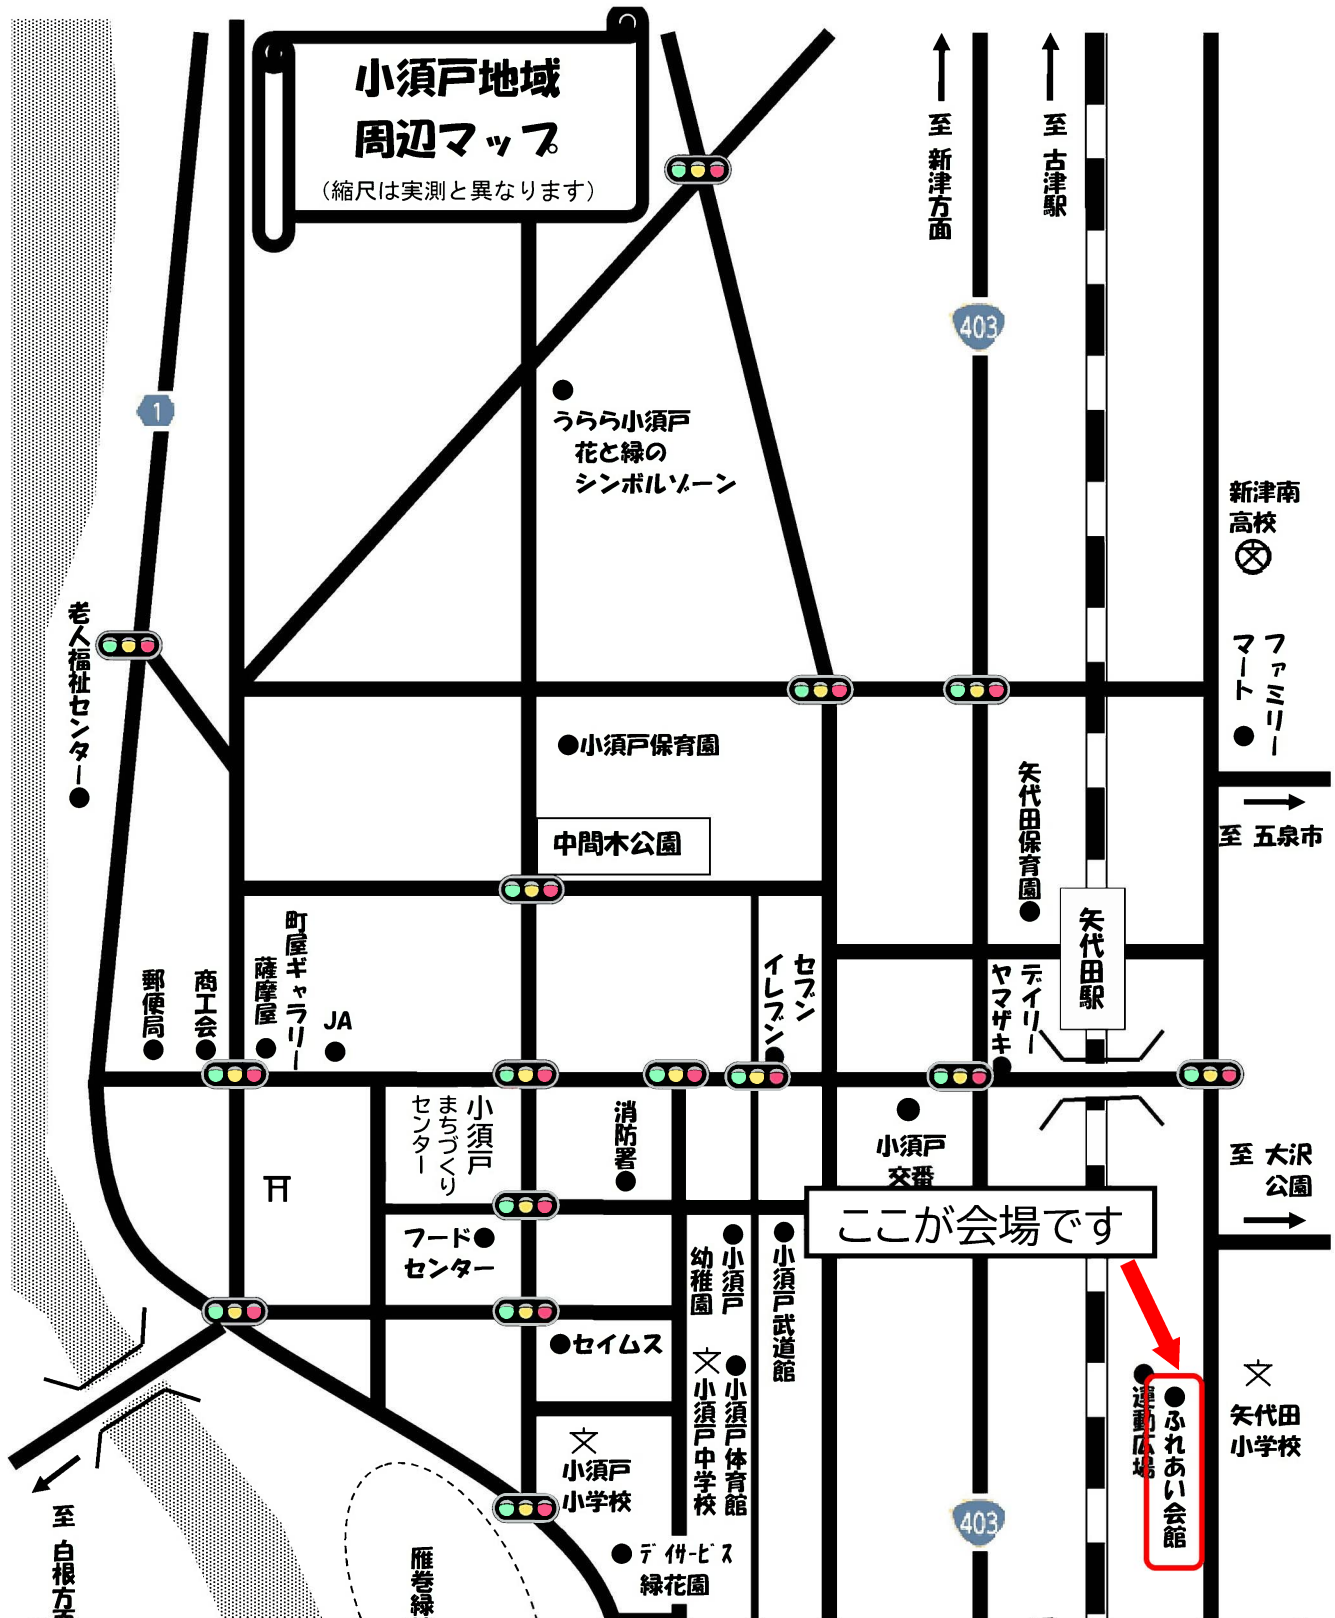 小須戸地域
周辺マップ
（縮尺は実測と異なります）
至 新津方面
至 古津駅
403
1
うらら小須戸
花と緑の
シンボルゾーン
新津南
高校
文
ファミリー
マート
老人福祉センター
小須戸保育園
矢代田保育園
至 五泉市
中間木公園
矢代田駅
郵便局
商工会
町屋ギャラリー
薩摩屋
JA
セブン
イレブン
デイリー
ヤマザキ
小須戸
まちづくり
センター
消防署
小須戸
交番
至 大沢
公園
ここが会場です
フード
センター
小須戸
幼稚園
小須戸武道館
セイムス
文
小須戸中学校
小須戸体育館
運動広場
ふれあい会館
文
矢代田
小学校
文
小須戸
小学校
403
デイサービス
緑花園
至 白根方面
雁巻緑